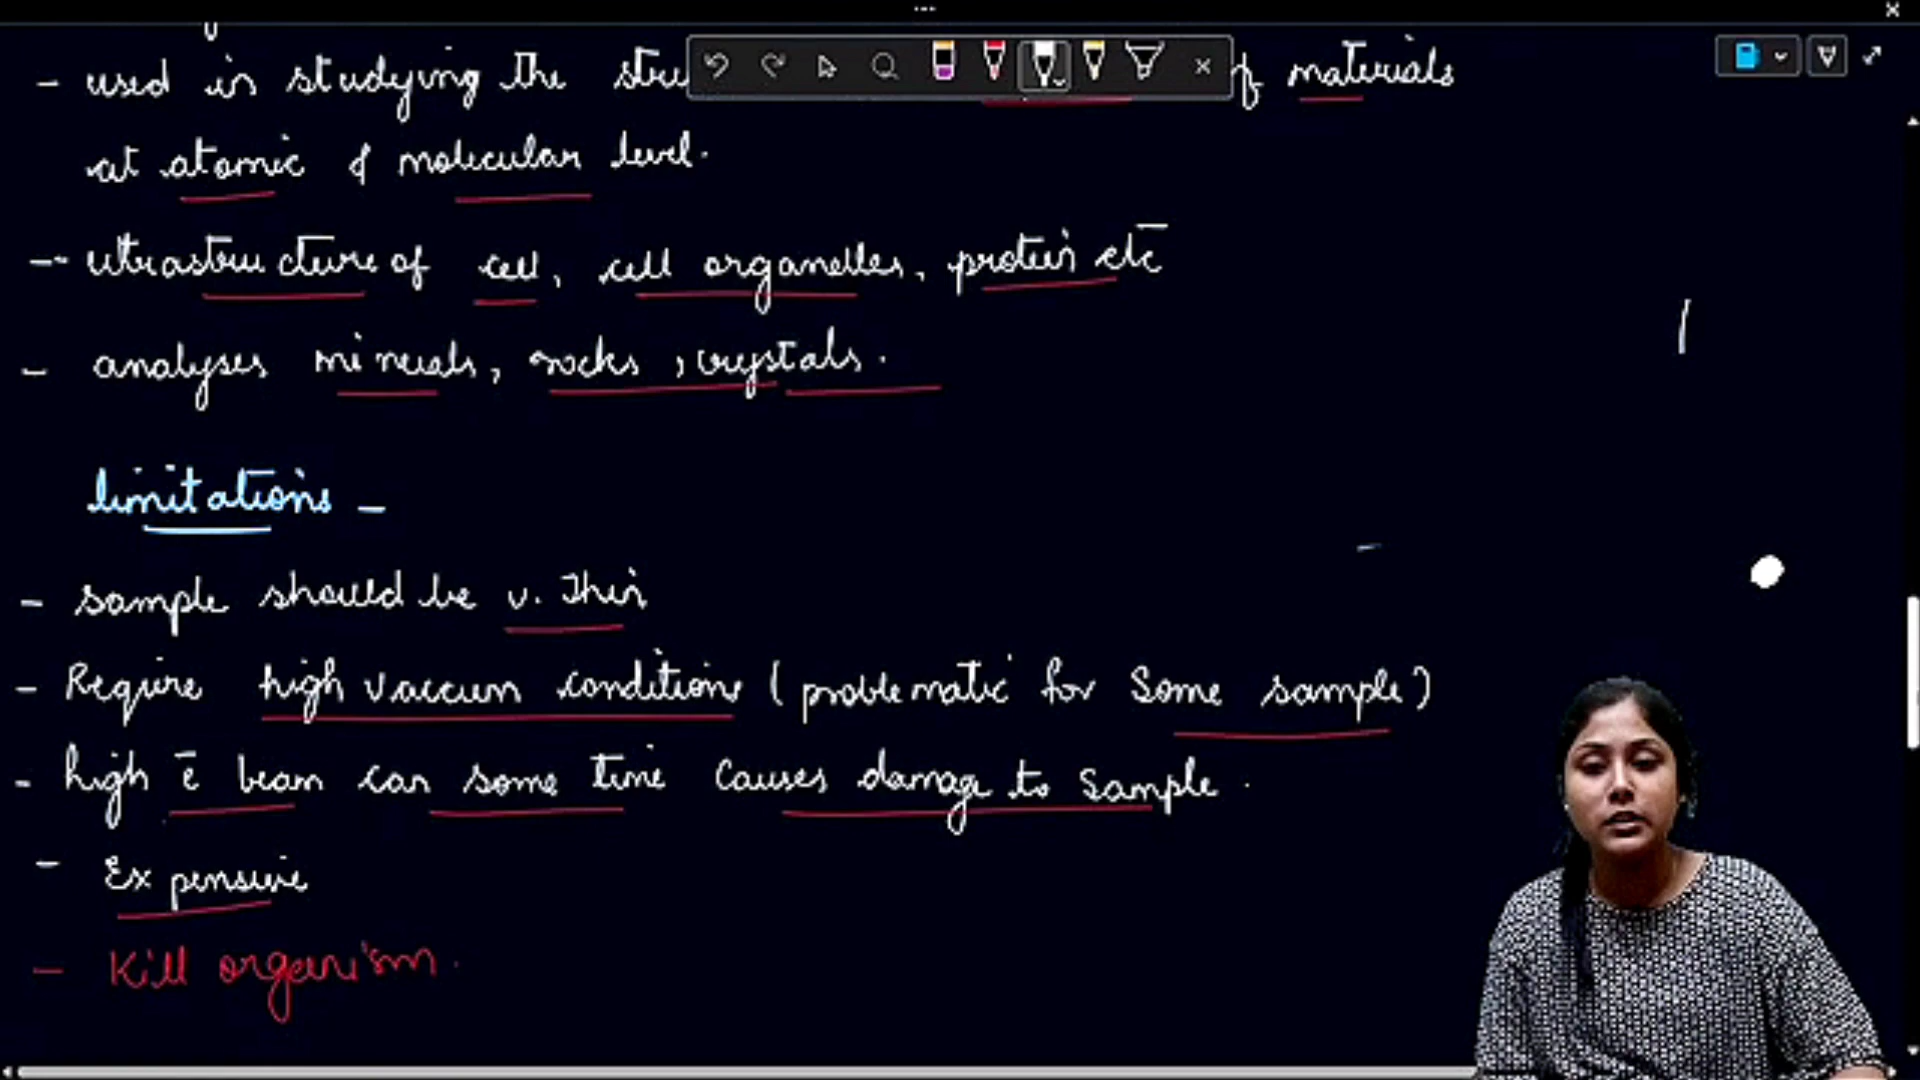 - used in studying the stru of materials
at atomic & molecular level.
- ultrastructure of cell, cell organelles, protein etc
- analyses minerals, rocks, crystals.
limitations -
- sample should be v. Thin
- Require high vaccum conditions (problematic for Some sample)
- high e beam can some time Causes damage to Sample.
- Expensive
- Kill organism.